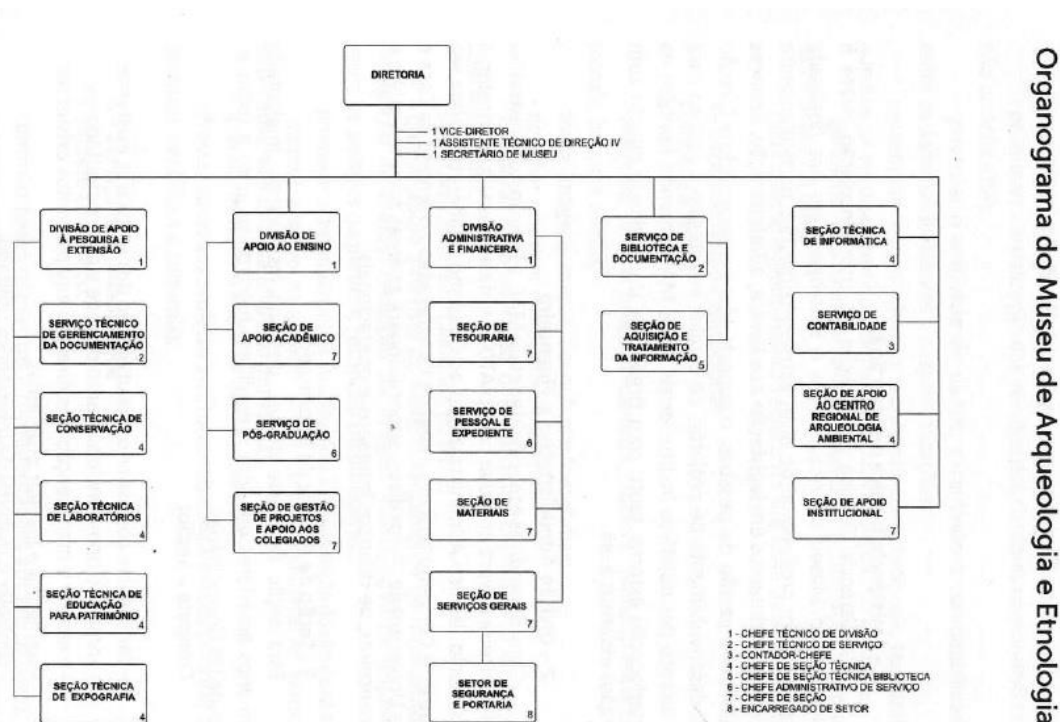 Organograma do Museu de Arqueologia e Etnologia
DIRETORIA
1 VICE-DIRETOR
1 ASSISTENTE TÉCNICO DE DIREÇÃO IV
1 SECRETÁRIO DE MUSEU
DIVISÃO DE APOIO
À PESQUISA E
EXTENSÃO
1
SERVIÇO TÉCNICO
DE GERENCIAMENTO
DA DOCUMENTAÇÃO
2
SEÇÃO TÉCNICA DE
CONSERVAÇÃO
4
SEÇÃO TÉCNICA
DE LABORATÓRIOS
4
SEÇÃO TÉCNICA DE
EDUCAÇÃO
PARA PATRIMÔNIO
4
SEÇÃO TÉCNICA
DE EXPOGRAFIA
4
DIVISÃO DE
APOIO AO ENSINO
1
SEÇÃO DE
APOIO ACADÊMICO
7
SERVIÇO DE
PÓS-GRADUAÇÃO
6
SEÇÃO DE GESTÃO
DE PROJETOS
E APOIO AOS
COLEGIADOS
7
DIVISÃO
ADMINISTRATIVA
E FINANCEIRA
1
SEÇÃO DE
TESOURARIA
7
SERVIÇO DE
PESSOAL E
EXPEDIENTE
6
SEÇÃO DE
MATERIAIS
7
SEÇÃO DE
SERVIÇOS GERAIS
7
SETOR DE
SEGURANÇA
E PORTARIA
8
SERVIÇO DE
BIBLIOTECA E
DOCUMENTAÇÃO
2
SEÇÃO DE
AQUISIÇÃO E
TRATAMENTO
DA INFORMAÇÃO
5
SEÇÃO TÉCNICA
DE INFORMÁTICA
4
SERVIÇO DE
CONTABILIDADE
3
SEÇÃO DE APOIO
AO CENTRO
REGIONAL DE
ARQUEOLOGIA
AMBIENTAL
4
SEÇÃO DE APOIO
INSTITUCIONAL
7
1 - CHEFE TÉCNICO DE DIVISÃO
2 - CHEFE TÉCNICO DE SERVIÇO
3 - CONTADOR-CHEFE
4 - CHEFE DE SEÇÃO TÉCNICA
5 - CHEFE DE SEÇÃO TÉCNICA BIBLIOTECA
6 - CHEFE ADMINISTRATIVO DE SERVIÇO
7 - CHEFE DE SEÇÃO
8 - ENCARREGADO DE SETOR